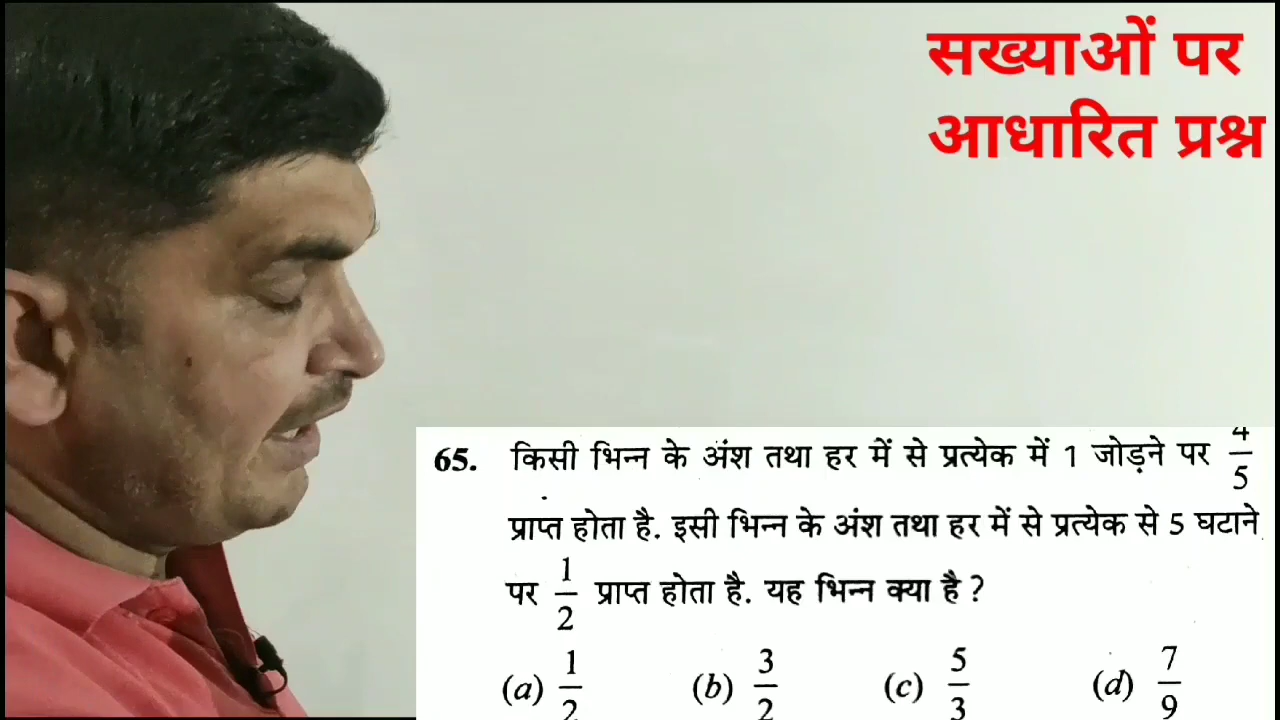 सख्याओं पर
आधारित प्रश्न
65. किसी भिन्न के अंश तथा हर में से प्रत्येक में 1 जोड़ने पर 4/5
प्राप्त होता है. इसी भिन्न के अंश तथा हर में से प्रत्येक से 5 घटाने
पर 1/2 प्राप्त होता है. यह भिन्न क्या है ?
(a) 1/2 (b) 3/2 (c) 5/3 (d) 7/9